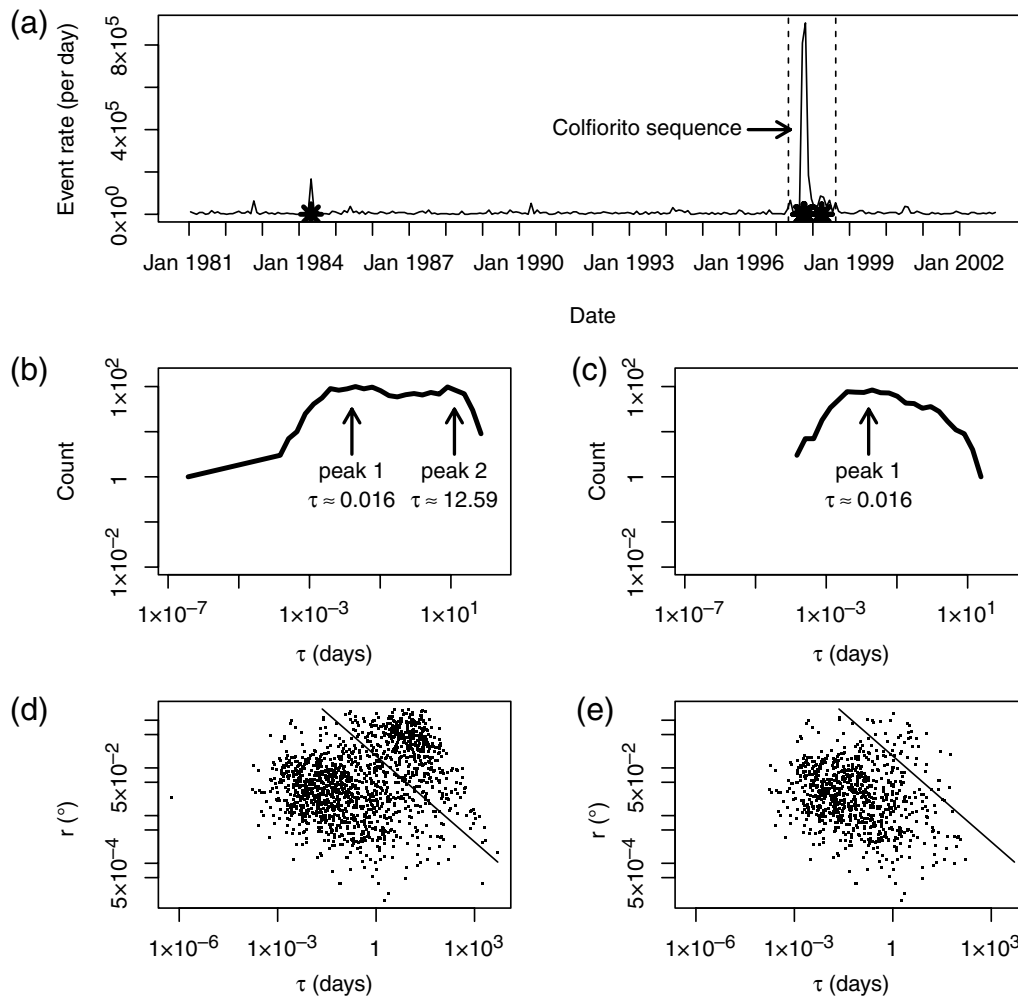 (a)
Event rate (per day)
8×10⁵
4×10⁵
0×10⁰
Colfiorito sequence
Jan 1981 Jan 1984 Jan 1987 Jan 1990 Jan 1993 Jan 1996 Jan 1999 Jan 2002
Date
(b)
Count
1×10²
1
1×10⁻²
peak 1
τ ≈ 0.016
peak 2
τ ≈ 12.59
1×10⁻⁷ 1×10⁻³ 1×10¹
τ (days)
(c)
Count
1×10²
1
1×10⁻²
peak 1
τ ≈ 0.016
1×10⁻⁷ 1×10⁻³ 1×10¹
τ (days)
(d)
r (°)
5×10⁻²
5×10⁻⁴
1×10⁻⁶ 1×10⁻³ 1 1×10³
τ (days)
(e)
r (°)
5×10⁻²
5×10⁻⁴
1×10⁻⁶ 1×10⁻³ 1 1×10³
τ (days)